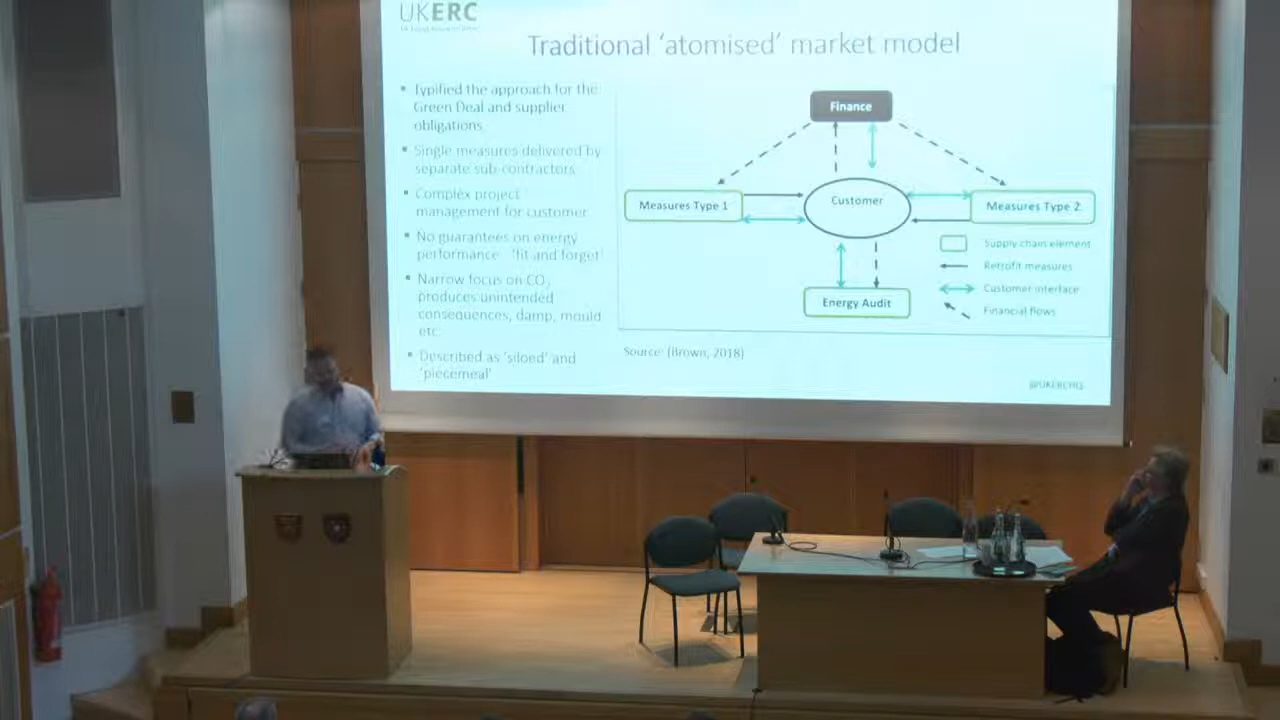 UKERC
Traditional ‘atomised’ market model
▪ Typified the approach for the
Green Deal and supplier
obligations
▪ Single measures delivered by
separate sub-contractors
▪ Complex project
management for customer
▪ No guarantees on energy
performance 'fit and forget'
▪ Narrow focus on CO₂
produces unintended
consequences, damp, mould
etc.
▪ Described as 'siloed' and
'piecemeal'
Finance
Measures Type 1
Customer
Measures Type 2
Energy Audit
Supply chain element
Retrofit measures
Customer interface
Financial flows
Source: (Brown, 2018)
@UKERCHQ